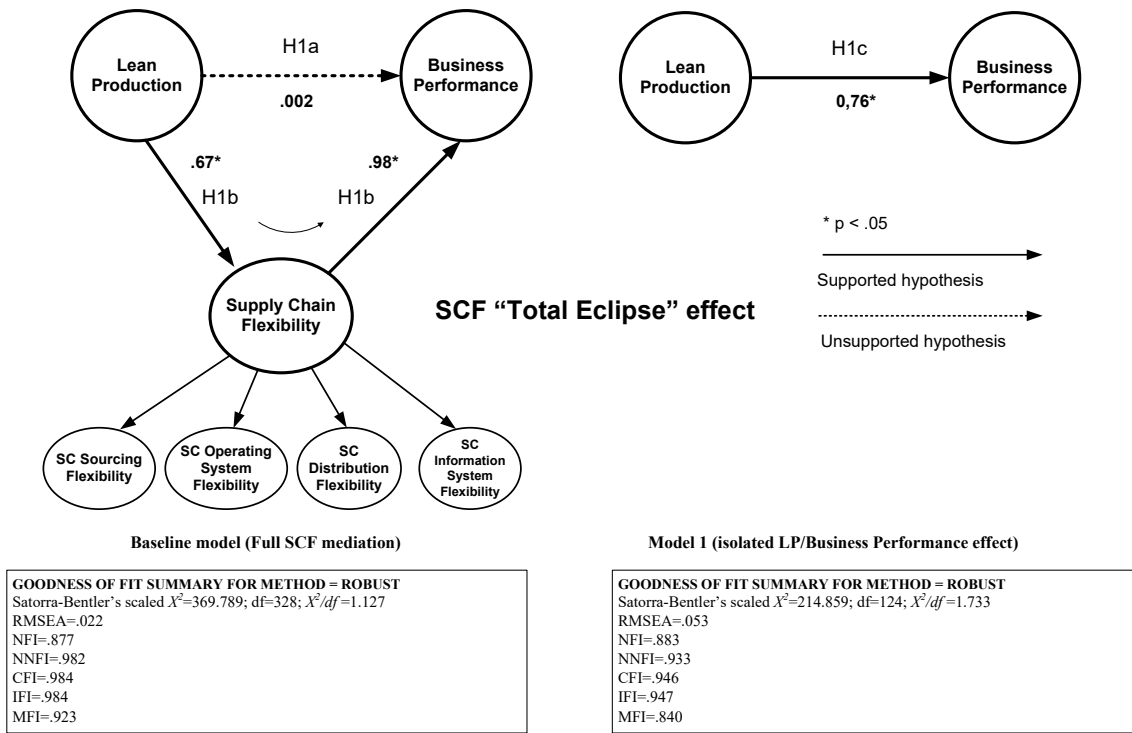 Lean
Production
H1a
.002
Business
Performance
.67*
H1b
.98*
H1b
Supply Chain
Flexibility
SC Sourcing
Flexibility
SC Operating
System
Flexibility
SC
Distribution
Flexibility
SC
Information
System
Flexibility
SCF “Total Eclipse” effect
Lean
Production
H1c
0,76*
Business
Performance
* p < .05
Supported hypothesis
Unsupported hypothesis
Baseline model (Full SCF mediation)
GOODNESS OF FIT SUMMARY FOR METHOD = ROBUST
Satorra-Bentler’s scaled X²=369.789; df=328; X²/df =1.127
RMSEA=.022
NFI=.877
NNFI=.982
CFI=.984
IFI=.984
MFI=.923
Model 1 (isolated LP/Business Performance effect)
GOODNESS OF FIT SUMMARY FOR METHOD = ROBUST
Satorra-Bentler’s scaled X²=214.859; df=124; X²/df =1.733
RMSEA=.053
NFI=.883
NNFI=.933
CFI=.946
IFI=.947
MFI=.840